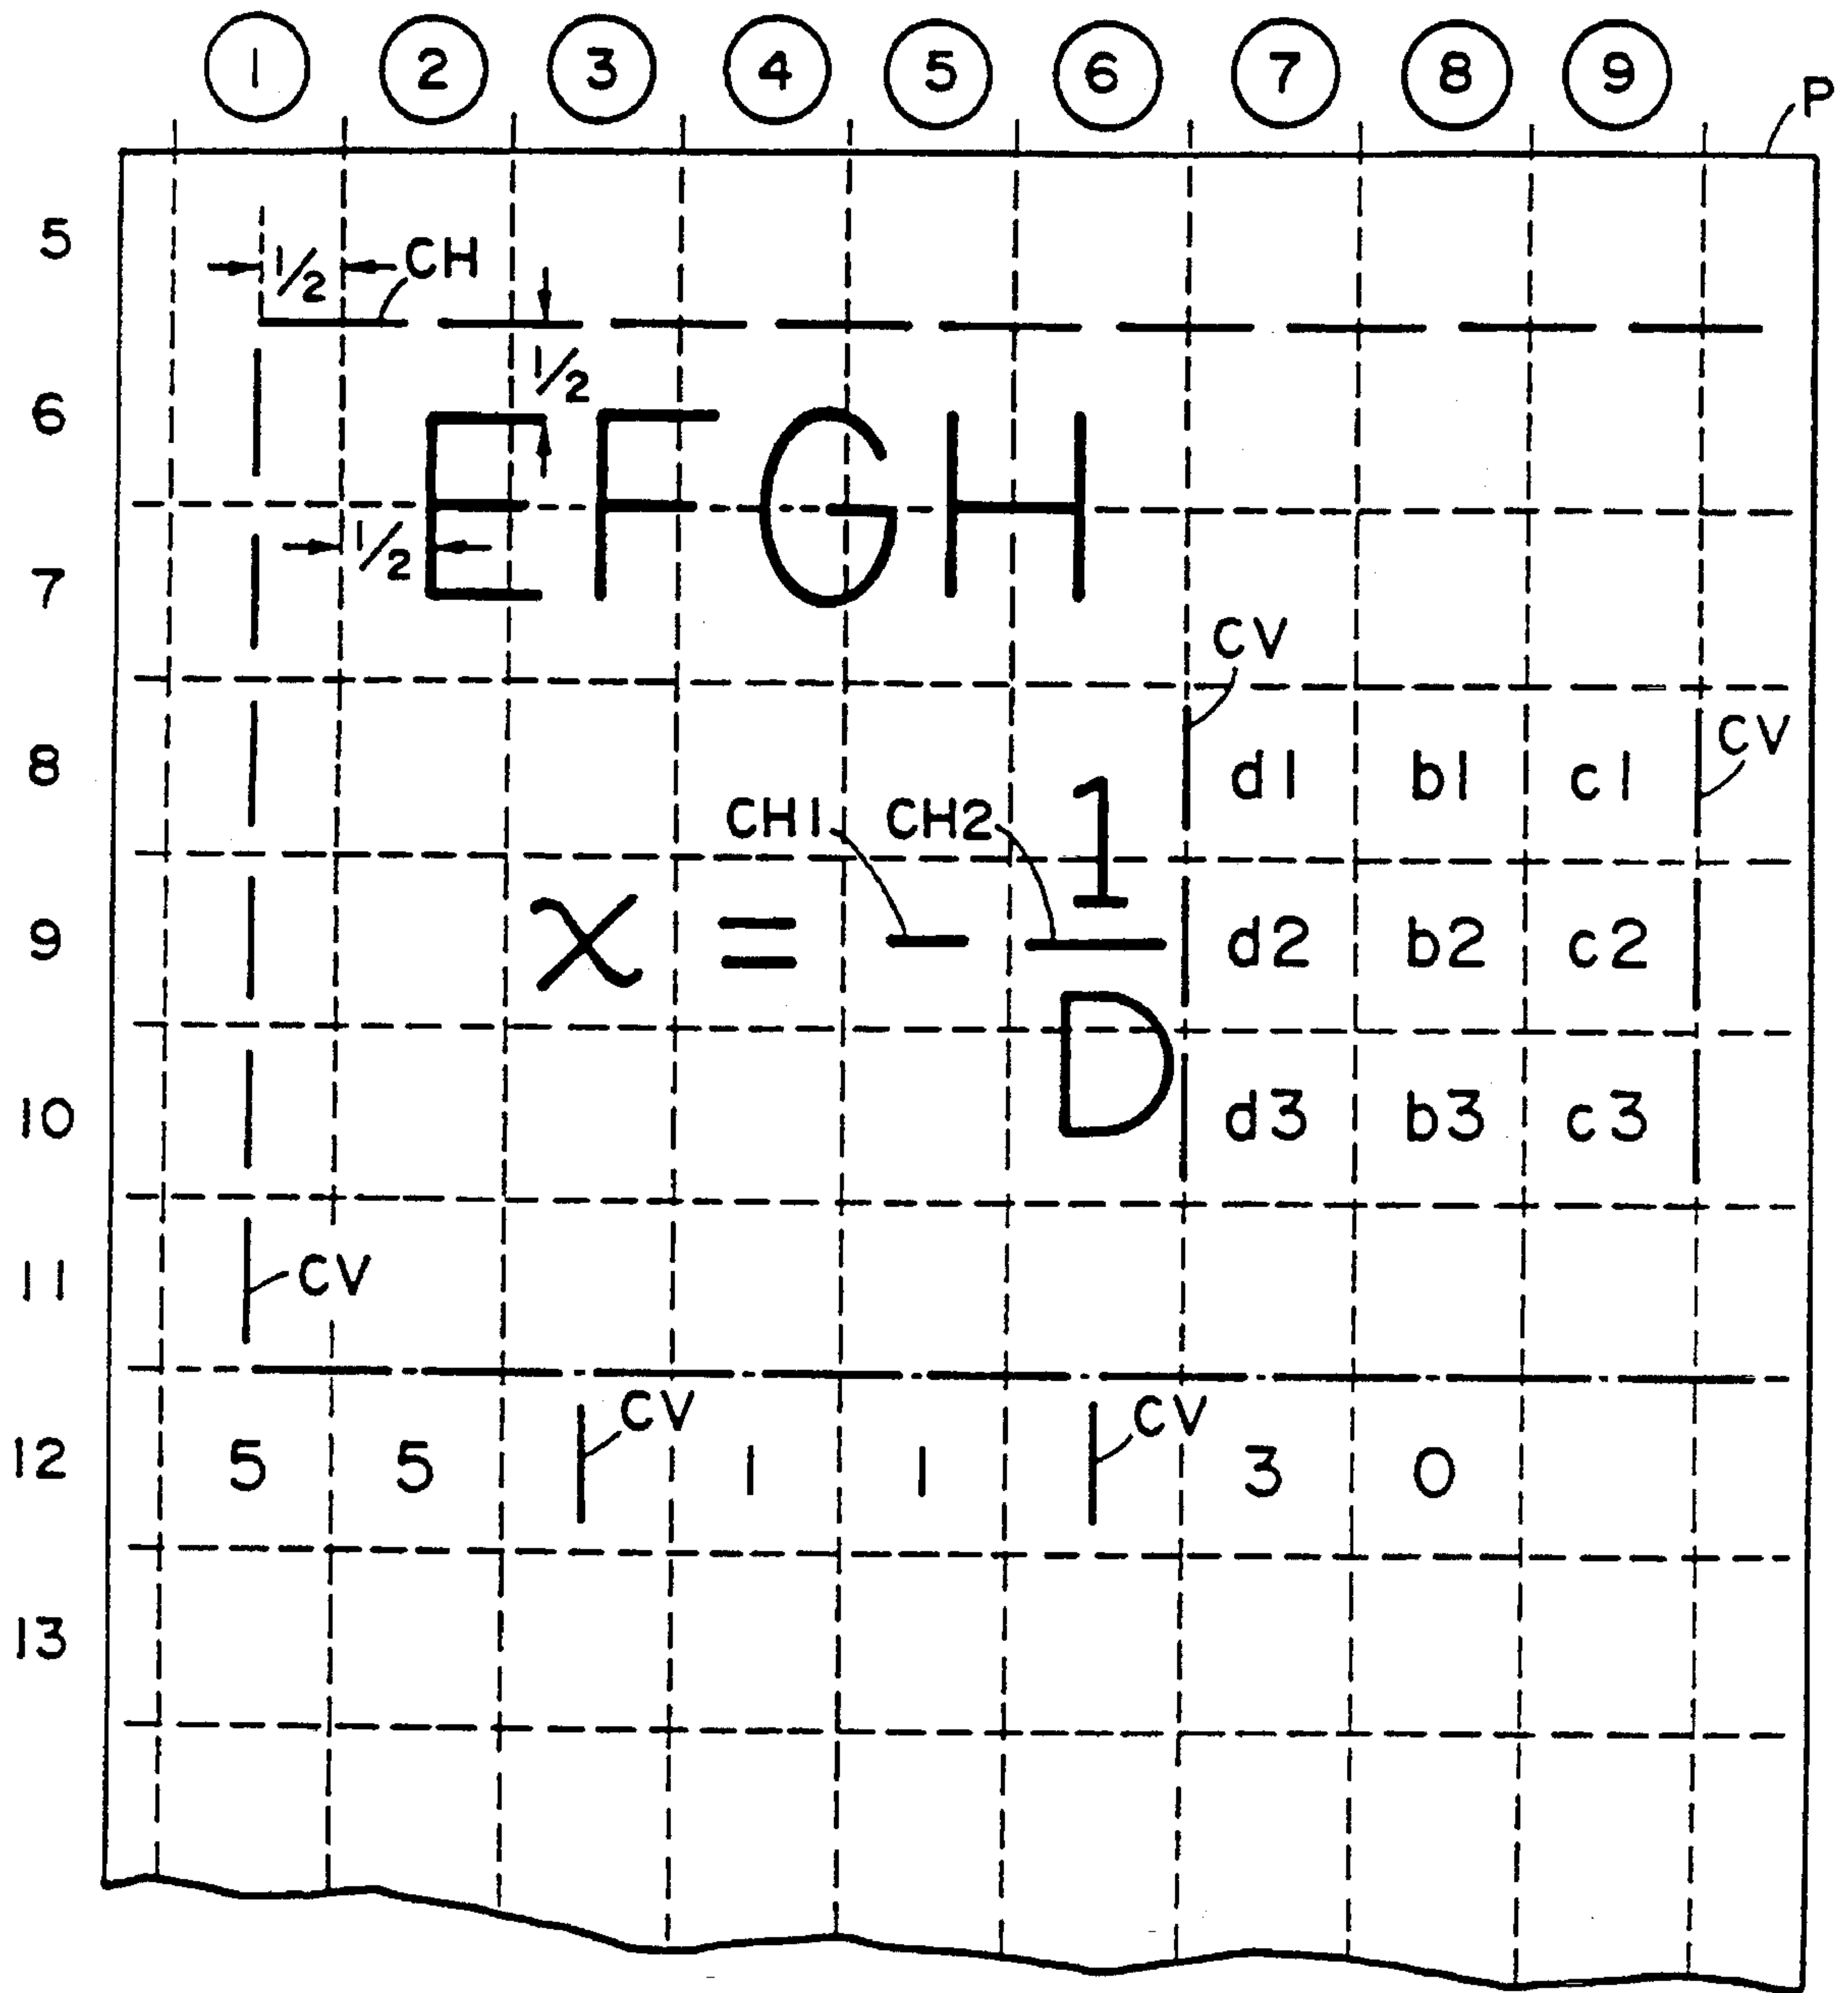 1 2 3 4 5 6 7 8 9
P
5
1/2 CH
1/2
6
EFGH
1/2
7
CV
8 d1 b1 c1 CV
CH1 CH2 1
9 x = - d2 b2 c2
D
10 d3 b3 c3
11 CV
CV CV
12 5 5 | 1 1 | 3 0
13